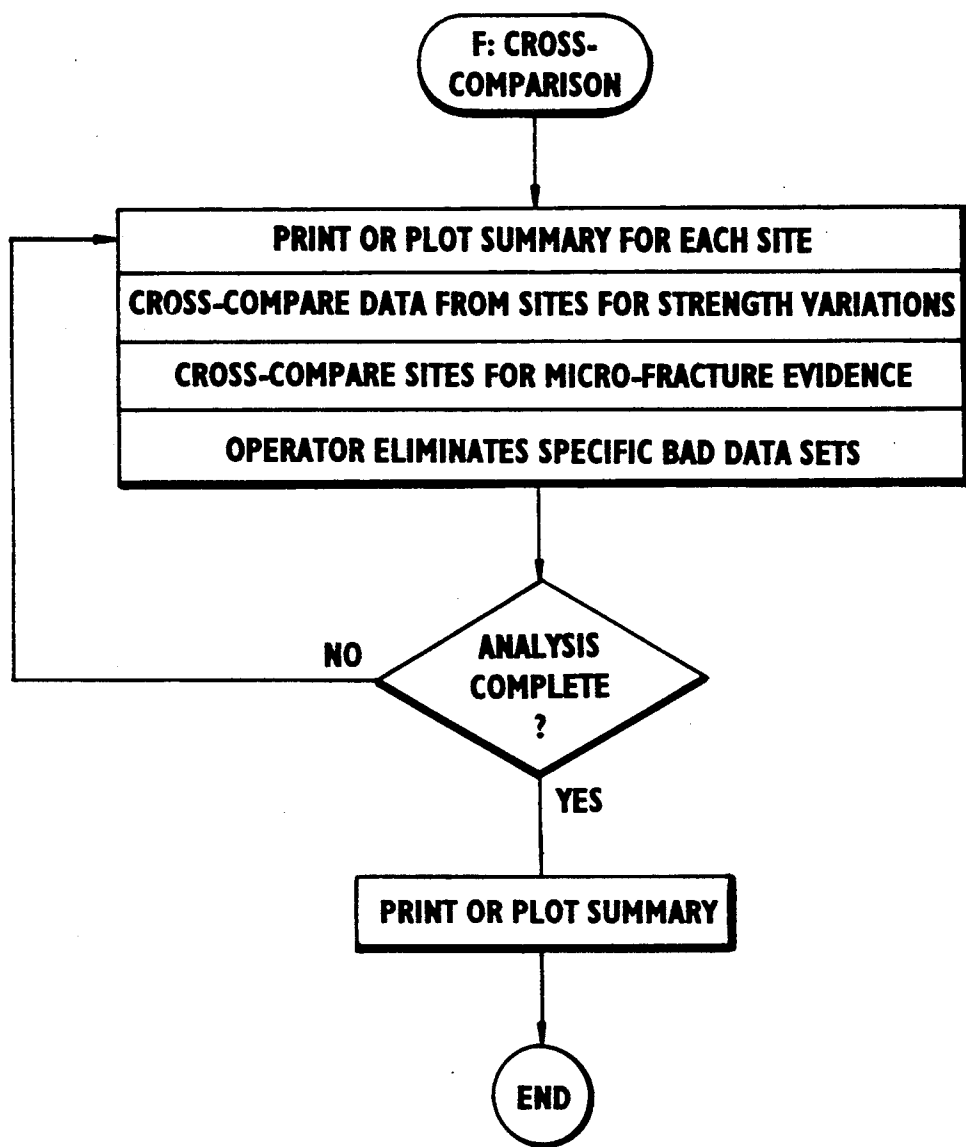 F: CROSS-
COMPARISON
PRINT OR PLOT SUMMARY FOR EACH SITE
CROSS-COMPARE DATA FROM SITES FOR STRENGTH VARIATIONS
CROSS-COMPARE SITES FOR MICRO-FRACTURE EVIDENCE
OPERATOR ELIMINATES SPECIFIC BAD DATA SETS
NO
ANALYSIS
COMPLETE
?
YES
PRINT OR PLOT SUMMARY
END